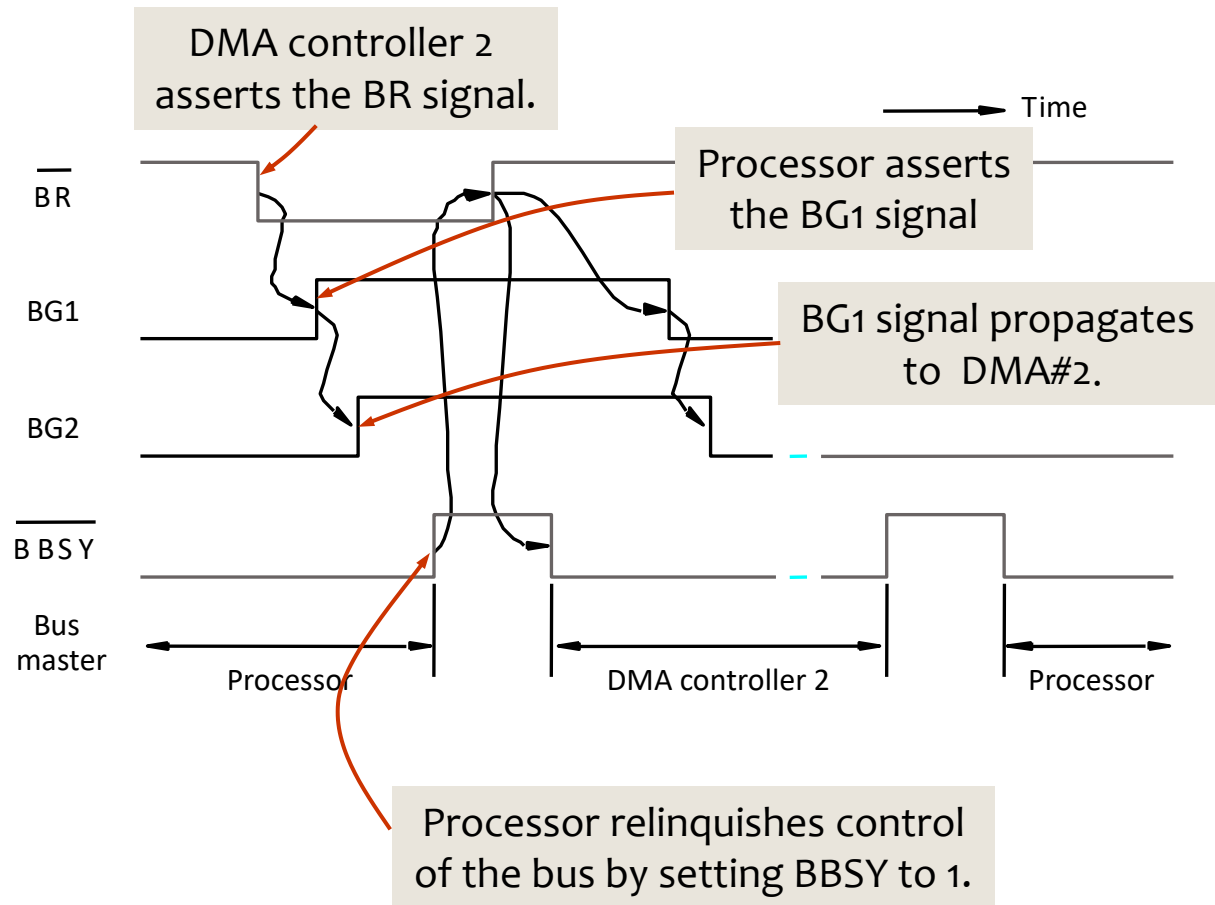 DMA controller 2
asserts the BR signal.
Time
Processor asserts
the BG1 signal
BR
BG1
BG1 signal propagates
to DMA#2.
BG2
B BS Y
Bus
master
Processor
DMA controller 2
Processor
Processor relinquishes control
of the bus by setting BBSY to 1.